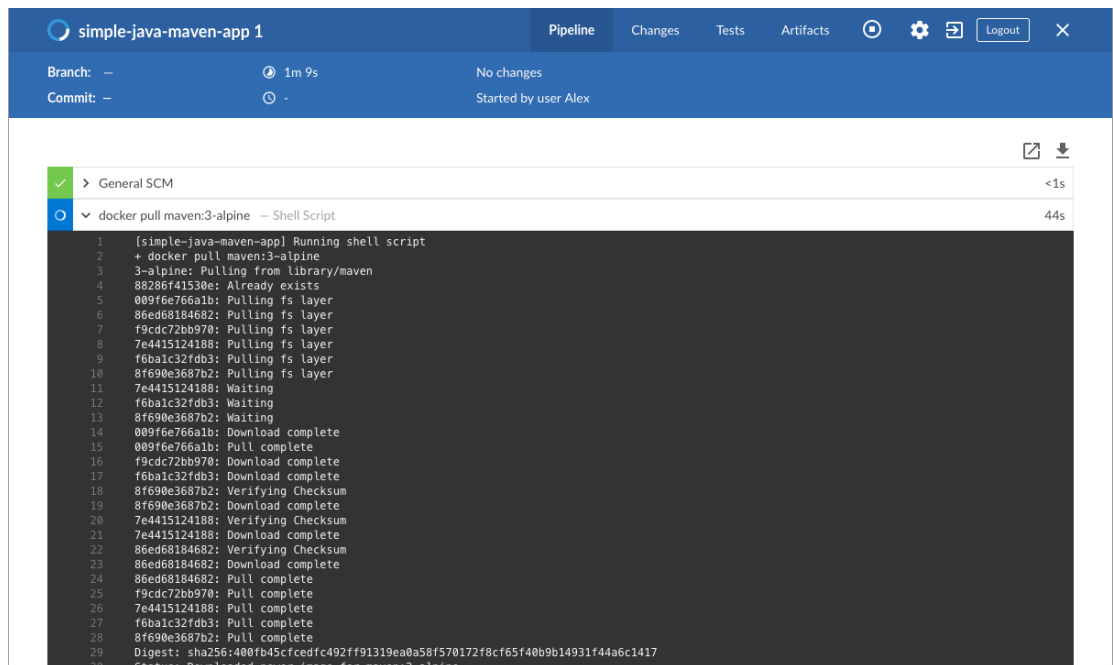 simple-java-maven-app 1
Pipeline
Changes
Tests
Artifacts
Logout
Branch: —
1m 9s
No changes
Commit: —
-
Started by user Alex
General SCM
<1s
docker pull maven:3-alpine — Shell Script
44s
1 [simple-java-maven-app] Running shell script
2 + docker pull maven:3-alpine
3 3-alpine: Pulling from library/maven
4 88286f41530e: Already exists
5 009f6e766a1b: Pulling fs layer
6 86ed68184682: Pulling fs layer
7 f9cdc72bb970: Pulling fs layer
8 7e4415124188: Pulling fs layer
9 f6ba1c32fdb3: Pulling fs layer
10 8f690e3687b2: Pulling fs layer
11 7e4415124188: Waiting
12 f6ba1c32fdb3: Waiting
13 8f690e3687b2: Waiting
14 009f6e766a1b: Download complete
15 009f6e766a1b: Pull complete
16 f9cdc72bb970: Download complete
17 f6ba1c32fdb3: Download complete
18 8f690e3687b2: Verifying Checksum
19 8f690e3687b2: Download complete
20 7e4415124188: Verifying Checksum
21 7e4415124188: Download complete
22 86ed68184682: Verifying Checksum
23 86ed68184682: Download complete
24 86ed68184682: Pull complete
25 f9cdc72bb970: Pull complete
26 7e4415124188: Pull complete
27 f6ba1c32fdb3: Pull complete
28 8f690e3687b2: Pull complete
29 Digest: sha256:400fb45cfcedfc492ff91319ea0a58f570172f8cf65f40b9b14931f44a6c1417